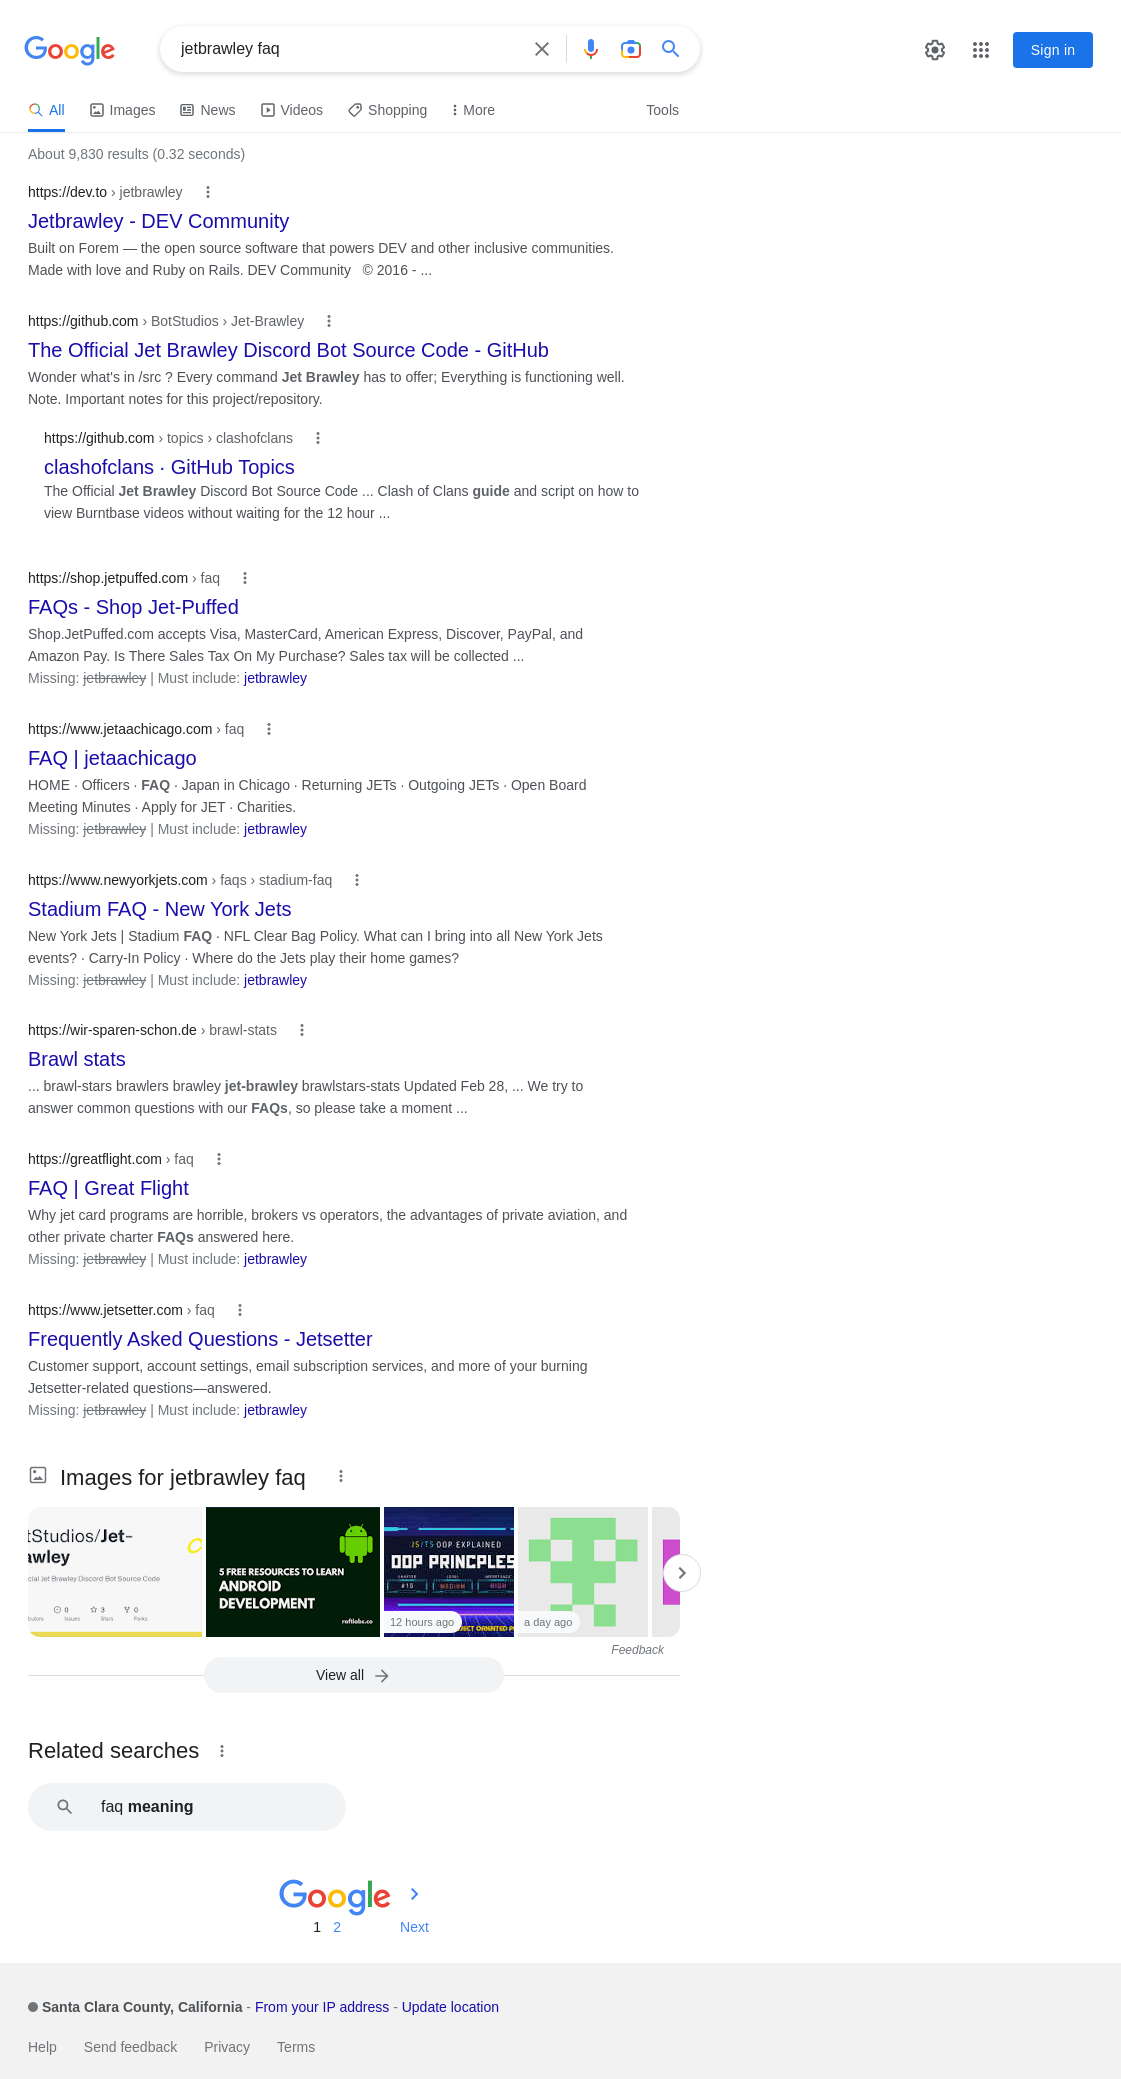 Google
jetbrawley faq
Sign in
All
Images
News
Videos
Shopping
More
Tools
About 9,830 results (0.32 seconds)
https://dev.to › jetbrawley
Jetbrawley - DEV Community
Built on Forem — the open source software that powers DEV and other inclusive communities.
Made with love and Ruby on Rails. DEV Community © 2016 - ...
https://github.com › BotStudios › Jet-Brawley
The Official Jet Brawley Discord Bot Source Code - GitHub
Wonder what's in /src ? Every command Jet Brawley has to offer; Everything is functioning well.
Note. Important notes for this project/repository.
https://github.com › topics › clashofclans
clashofclans · GitHub Topics
The Official Jet Brawley Discord Bot Source Code ... Clash of Clans guide and script on how to
view Burntbase videos without waiting for the 12 hour ...
https://shop.jetpuffed.com › faq
FAQs - Shop Jet-Puffed
Shop.JetPuffed.com accepts Visa, MasterCard, American Express, Discover, PayPal, and
Amazon Pay. Is There Sales Tax On My Purchase? Sales tax will be collected ...
Missing: jetbrawley | Must include: jetbrawley
https://www.jetaachicago.com › faq
FAQ | jetaachicago
HOME · Officers · FAQ · Japan in Chicago · Returning JETs · Outgoing JETs · Open Board
Meeting Minutes · Apply for JET · Charities.
Missing: jetbrawley | Must include: jetbrawley
https://www.newyorkjets.com › faqs › stadium-faq
Stadium FAQ - New York Jets
New York Jets | Stadium FAQ · NFL Clear Bag Policy. What can I bring into all New York Jets
events? · Carry-In Policy · Where do the Jets play their home games?
Missing: jetbrawley | Must include: jetbrawley
https://wir-sparen-schon.de › brawl-stats
Brawl stats
... brawl-stars brawlers brawley jet-brawley brawlstars-stats Updated Feb 28, ... We try to
answer common questions with our FAQs, so please take a moment ...
https://greatflight.com › faq
FAQ | Great Flight
Why jet card programs are horrible, brokers vs operators, the advantages of private aviation, and
other private charter FAQs answered here.
Missing: jetbrawley | Must include: jetbrawley
https://www.jetsetter.com › faq
Frequently Asked Questions - Jetsetter
Customer support, account settings, email subscription services, and more of your burning
Jetsetter-related questions—answered.
Missing: jetbrawley | Must include: jetbrawley
Images for jetbrawley faq
tStudios/Jet-
awley
cial Jet Brawley Discord Bot Source Code
0
3
0
Issues
Stars
Forks
5 FREE RESOURCES TO LEARN
ANDROID
DEVELOPMENT
raftlabs.co
JS/TS OOP EXPLAINED
OOP PRINCPLES
CHAPTER
LEVEL
IMPORTANCE
#10
MEDIUM
HIGH
JECT ORIENTED PRO
12 hours ago
a day ago
Feedback
View all
Related searches
faq meaning
Google
1
2
Next
Santa Clara County, California - From your IP address - Update location
Help
Send feedback
Privacy
Terms